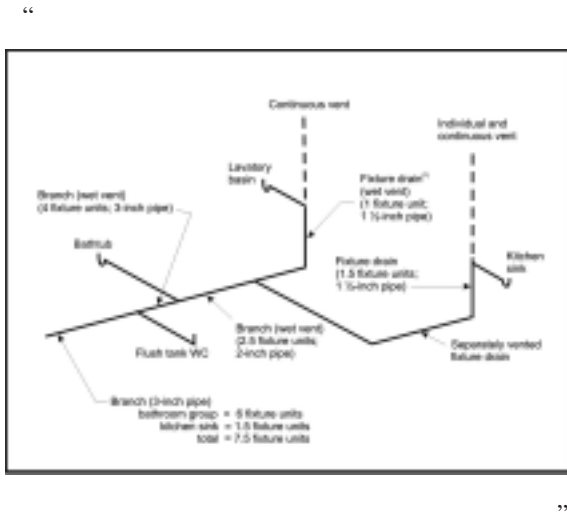 “
Continuous vent
Individual and
continuous vent
Lavatory
basin
Fixture drain(1)
(wet vent)
(1 fixture unit;
1 ½-inch pipe)
Branch (wet vent)
(4 fixture units; 3-inch pipe)
Bathtub
Fixture drain
(1.5 fixture units;
1 ½-inch pipe)
Kitchen
sink
Branch (wet vent)
(2.5 fixture units;
2-inch pipe)
Flush tank WC
Separately vented
fixture drain
Branch (3-inch pipe)
bathroom group = 6 fixture units
kitchen sink = 1.5 fixture units
total = 7.5 fixture units
”